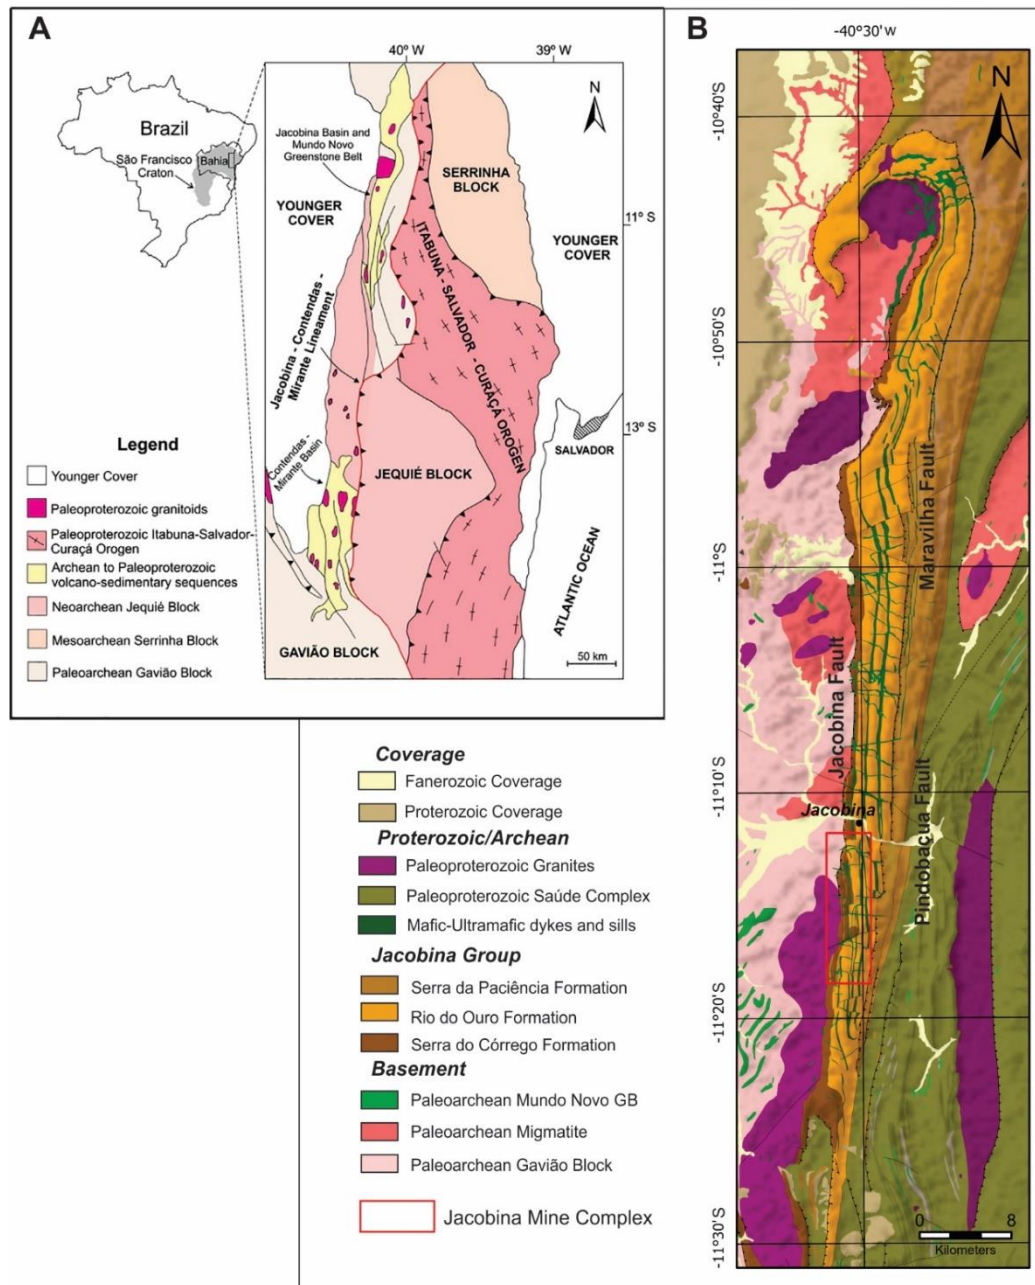 A
40° W
39° W
N
Brazil
Bahia
São Francisco
Craton
Jacobina Basin and
Mundo Novo
Greenstone Belt
SERRINHA
BLOCK
YOUNGER
COVER
11° S
YOUNGER
COVER
ITABUNA - SALVADOR - CURAÇÁ OROGEN
Jacobina - Contendas -
Mirante Lineament
13° S
SALVADOR
Contendas -
Mirante Basin
JEQUIÉ BLOCK
ATLANTIC OCEAN
GAVIÃO BLOCK
50 km
Legend
Younger Cover
Paleoproterozoic granitoids
Paleoproterozoic Itabuna-Salvador-
Curaçá Orogen
Archean to Paleoproterozoic
volcano-sedimentary sequences
Neoarchean Jequié Block
Mesoarchean Serrinha Block
Paleoarchean Gavião Block
Coverage
Fanerozoic Coverage
Proterozoic Coverage
Proterozoic/Archean
Paleoproterozoic Granites
Paleoproterozoic Saúde Complex
Mafic-Ultramafic dykes and sills
Jacobina Group
Serra da Paciência Formation
Rio do Ouro Formation
Serra do Córrego Formation
Basement
Paleoarchean Mundo Novo GB
Paleoarchean Migmatite
Paleoarchean Gavião Block
Jacobina Mine Complex
B
-40°30' W
N
-10°40'S
-10°50'S
-11°S
-11°10'S
-11°20'S
-11°30'S
Maravilha Fault
Jacobina Fault
Jacobina
Pindobaçua Fault
0 8
Kilometers